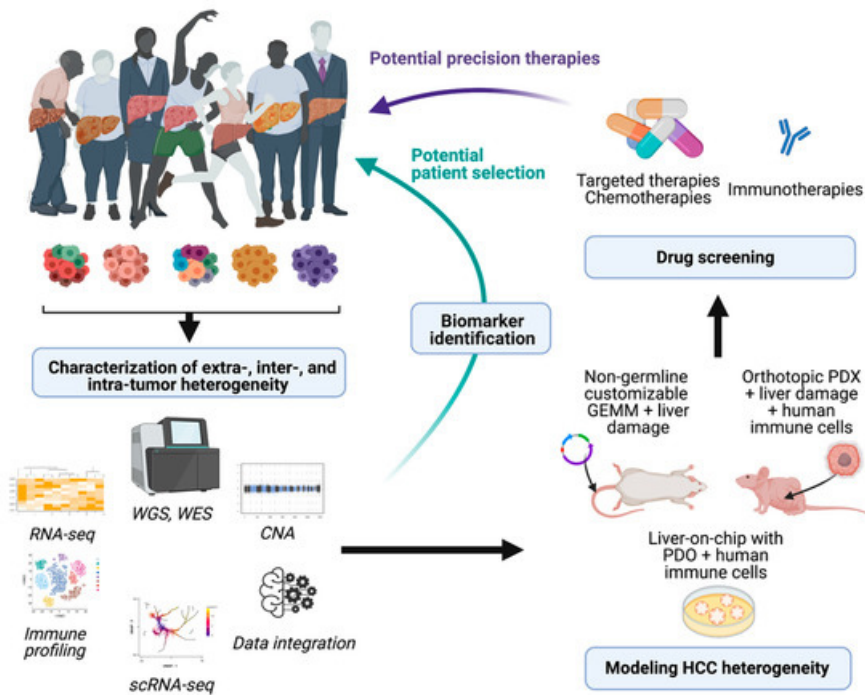 Potential precision therapies
Potential
patient selection
Targeted therapies
Chemotherapies
Immunotherapies
Drug screening
Biomarker
identification
Characterization of extra-, inter-, and
intra-tumor heterogeneity
Non-germline
customizable
GEMM + liver
damage
Orthotopic PDX
+ liver damage
+ human
immune cells
RNA-seq
WGS, WES
CNA
Liver-on-chip with
PDO + human
immune cells
Immune
profiling
scRNA-seq
Data integration
Modeling HCC heterogeneity